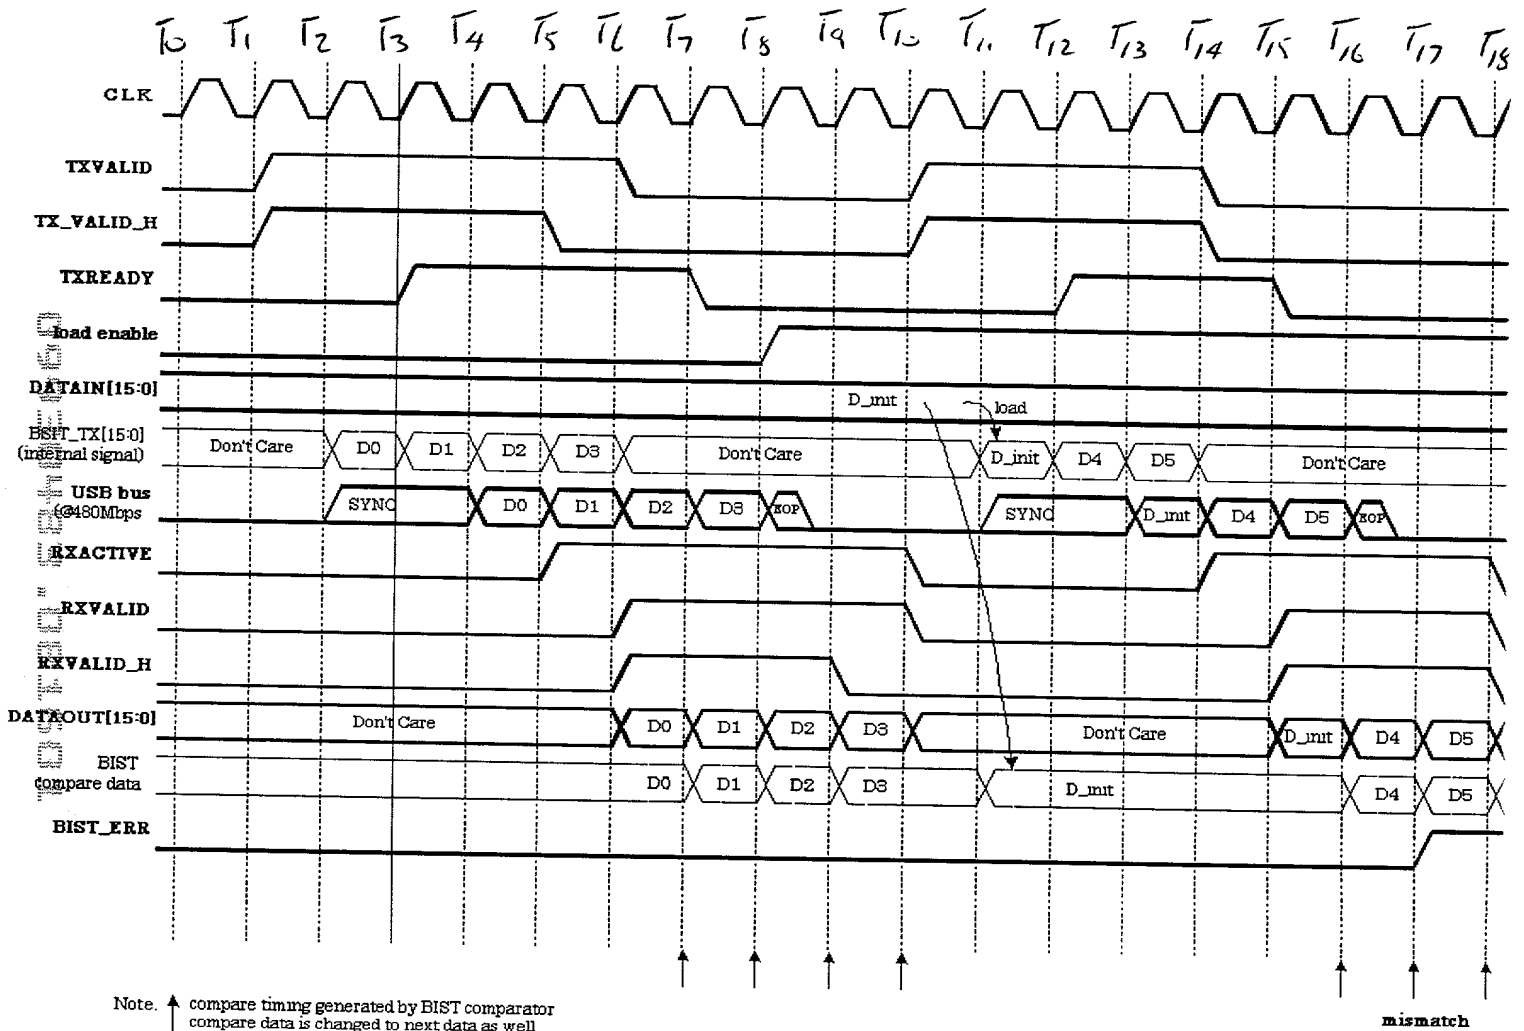 T0 T1 T2 T3 T4 T5 T6 T7 T8 T9 T10 T11 T12 T13 T14 T15 T16 T17 T18
CLK
TXVALID
TX_VALID_H
TXREADY
load enable
DATAIN[15:0] D_init load
BSIT_TX[15:0]
(internal signal) Don't Care D0 D1 D2 D3 Don't Care D_init D4 D5 Don't Care
USB bus
(@480Mbps SYNC D0 D1 D2 D3 EOP SYNC D_init D4 D5 EOP
RXACTIVE
RXVALID
RXVALID_H
DATAOUT[15:0] Don't Care D0 D1 D2 D3 Don't Care D_init D4 D5
BIST
compare data D0 D1 D2 D3 D_init D4 D5
BIST_ERR
Note. compare timing generated by BIST comparator
compare data is changed to next data as well
mismatch